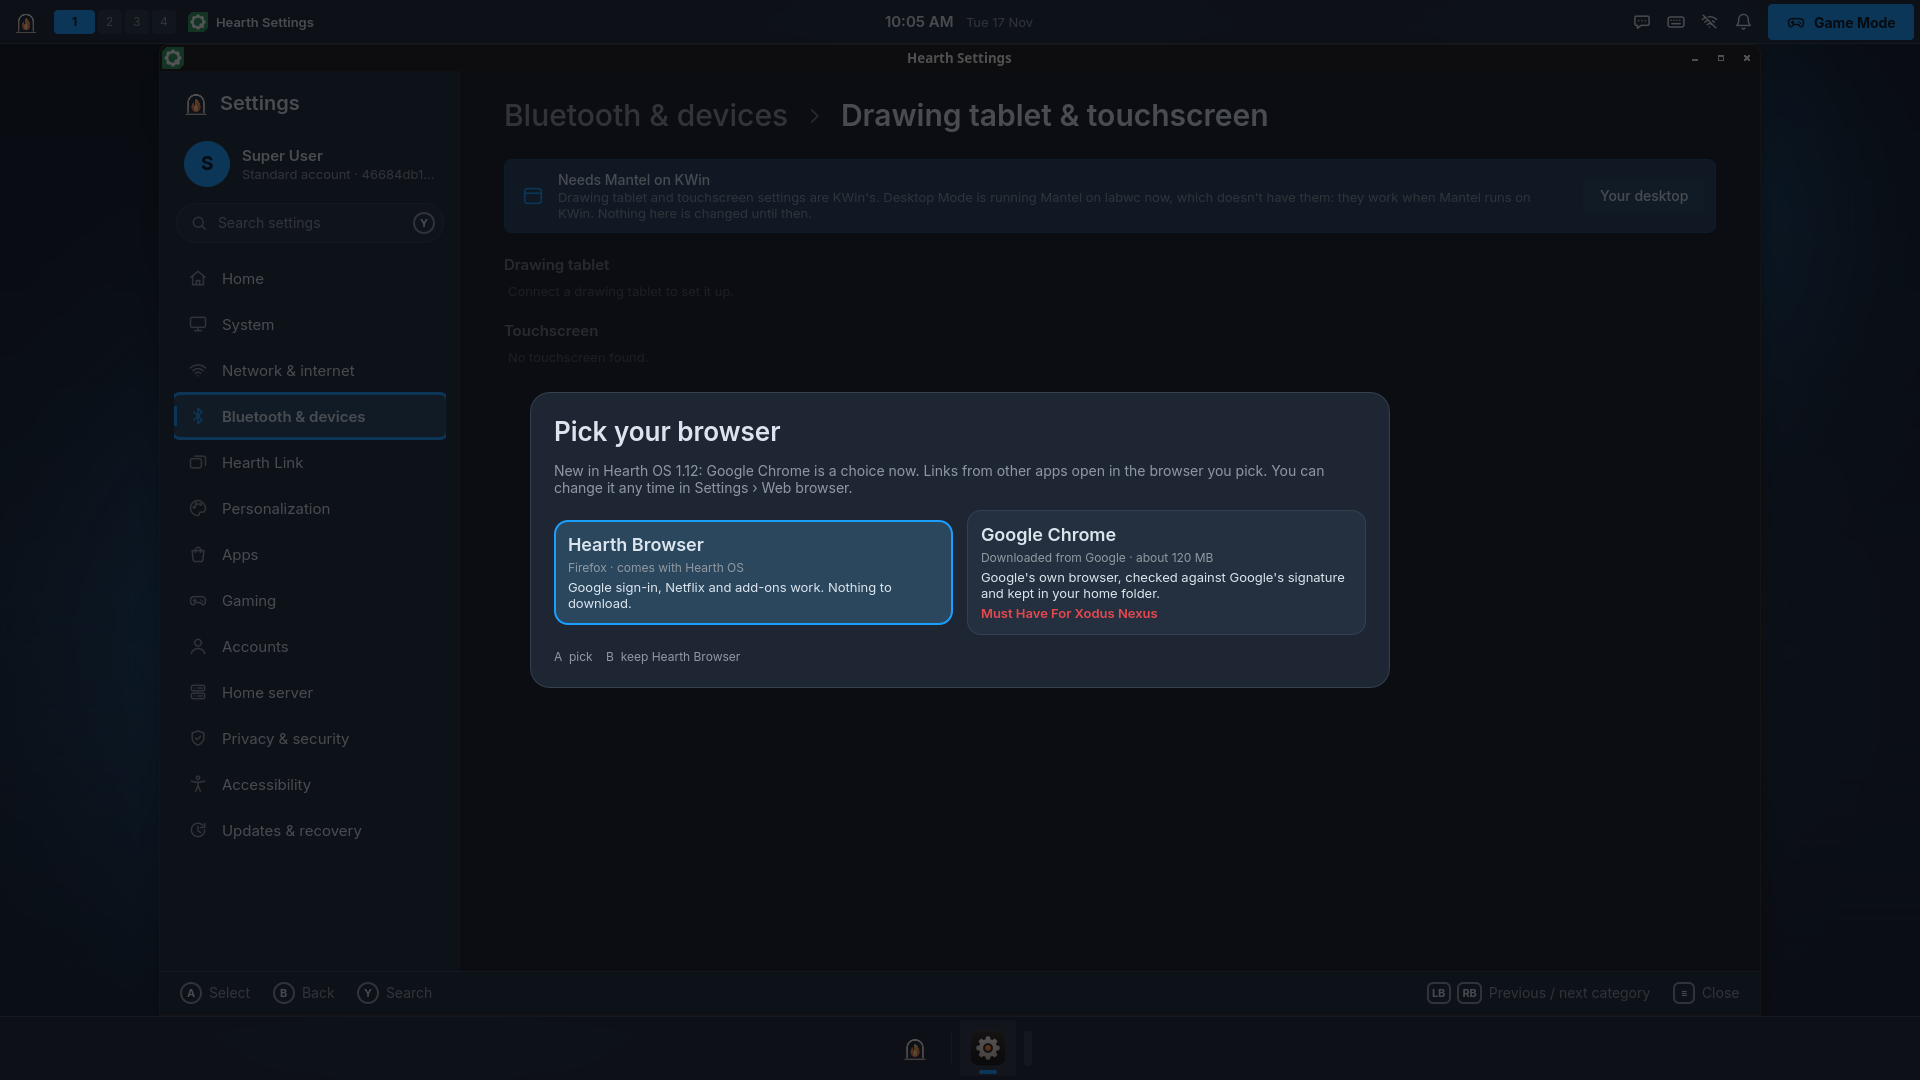 1 2 3 4 Hearth Settings
10:05 AM Tue 17 Nov
Game Mode
Hearth Settings
Settings
S
Super User
Standard account · 46684db1...
Search settings Y
Home
System
Network & internet
Bluetooth & devices
Hearth Link
Personalization
Apps
Gaming
Accounts
Home server
Privacy & security
Accessibility
Updates & recovery
Bluetooth & devices › Drawing tablet & touchscreen
Needs Mantel on KWin
Drawing tablet and touchscreen settings are KWin's. Desktop Mode is running Mantel on labwc now, which doesn't have them: they work when Mantel runs on
KWin. Nothing here is changed until then.
Your desktop
Drawing tablet
Connect a drawing tablet to set it up.
Touchscreen
No touchscreen found.
Pick your browser
New in Hearth OS 1.12: Google Chrome is a choice now. Links from other apps open in the browser you pick. You can
change it any time in Settings › Web browser.
Hearth Browser
Firefox · comes with Hearth OS
Google sign-in, Netflix and add-ons work. Nothing to
download.
Google Chrome
Downloaded from Google · about 120 MB
Google's own browser, checked against Google's signature
and kept in your home folder.
Must Have For Xodus Nexus
A pick B keep Hearth Browser
A Select B Back Y Search
LB RB Previous / next category ≡ Close